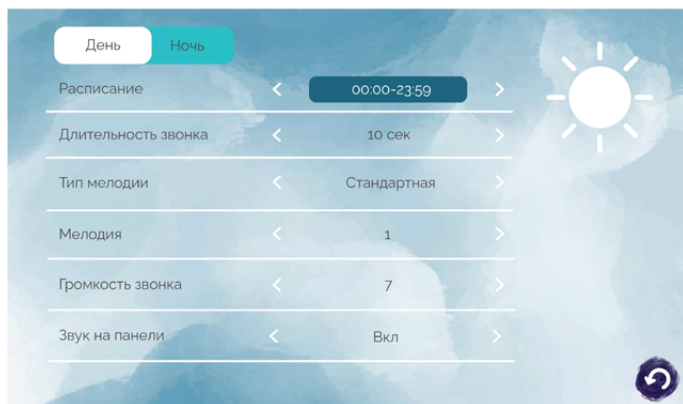 День Ночь
Расписание 00:00-23:59
Длительность звонка 10 сек
Тип мелодии Стандартная
Мелодия 1
Громкость звонка 7
Звук на панели Вкл